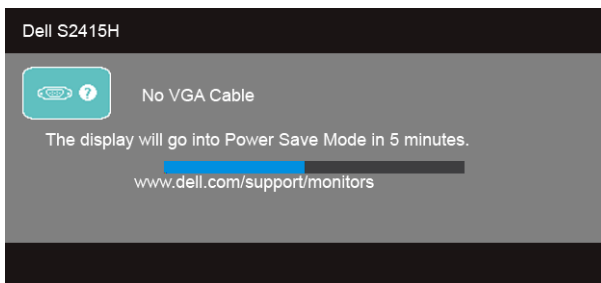 Dell S2415H
No VGA Cable
The display will go into Power Save Mode in 5 minutes.
www.dell.com/support/monitors